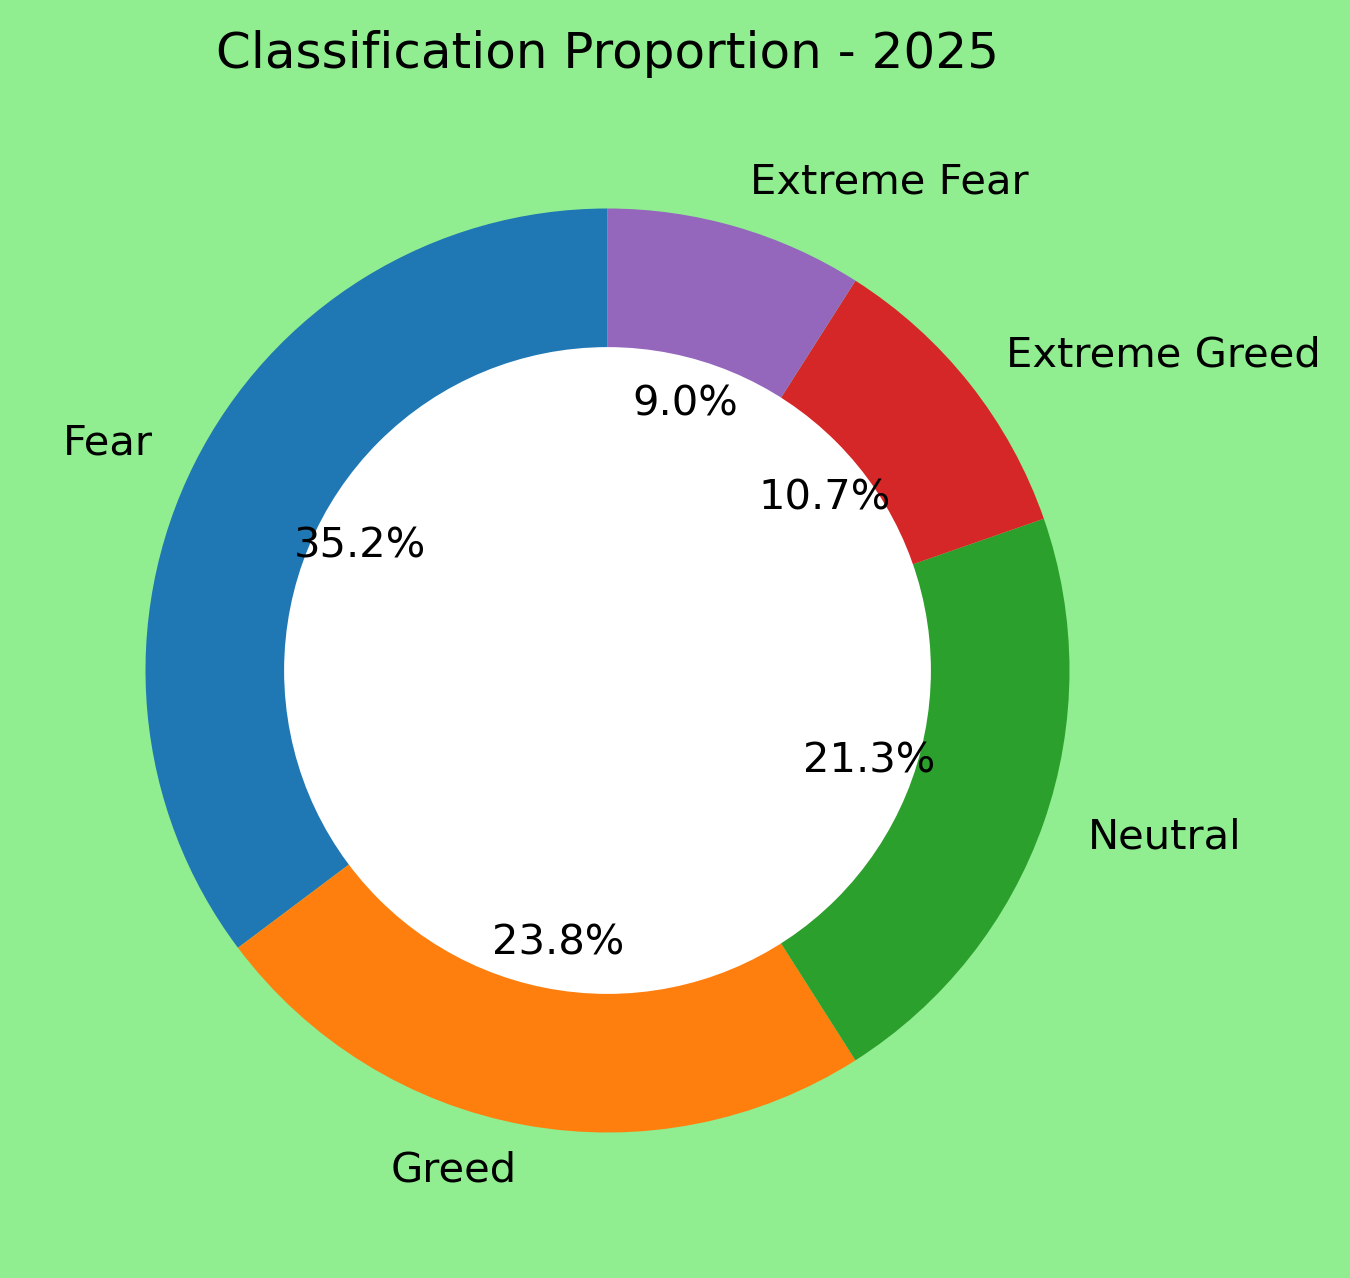 Classification Proportion - 2025
Extreme Fear
Extreme Greed
9.0%
Fear
10.7%
35.2%
21.3%
Neutral
23.8%
Greed